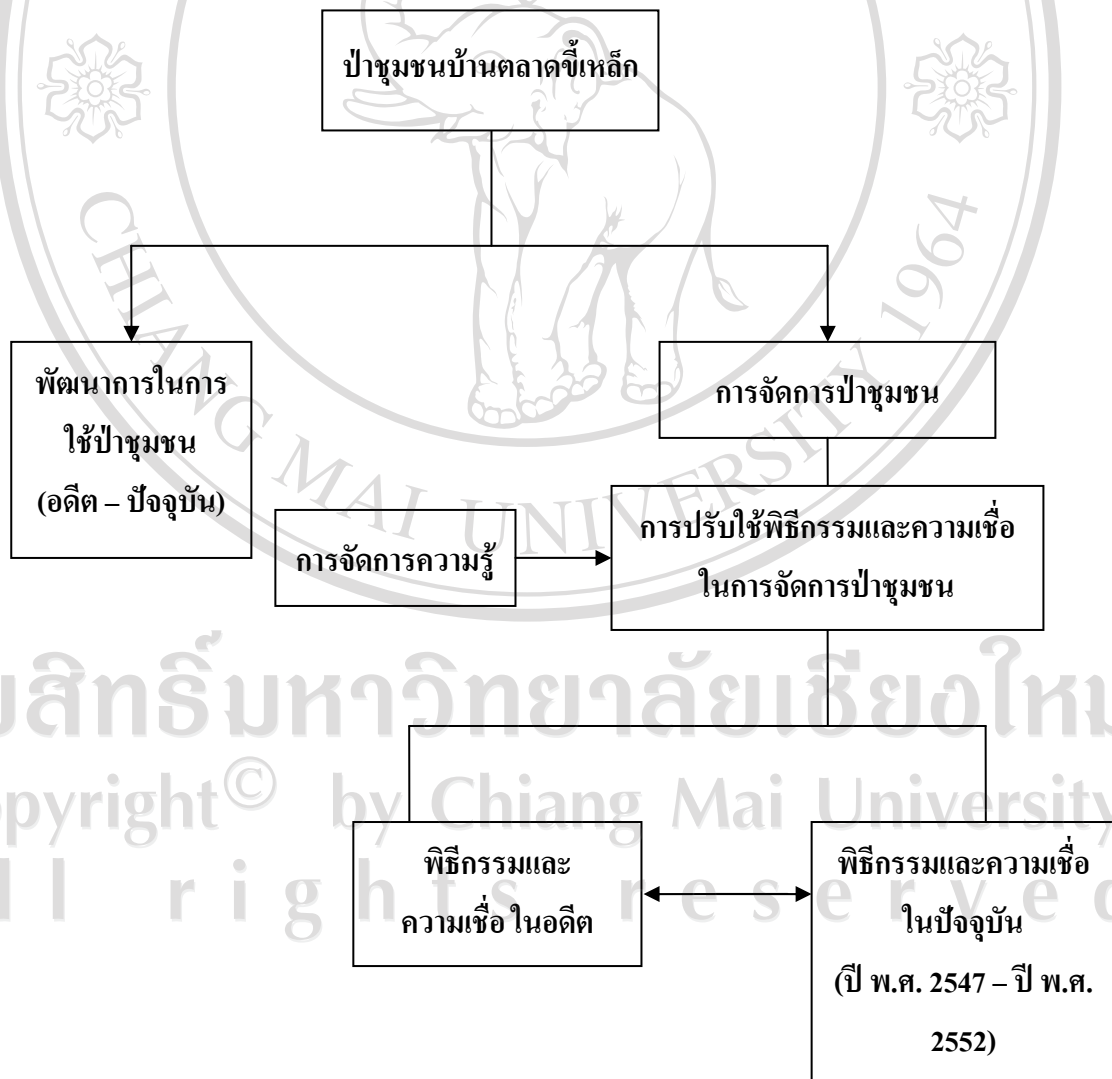 ป่าชุมชนบ้านตลาดขี้เหล็ก
พัฒนาการในการ
ใช้ป่าชุมชน
(อดีต – ปัจจุบัน)
การจัดการป่าชุมชน
การจัดการความรู้
การปรับใช้พิธีกรรมและความเชื่อ
ในการจัดการป่าชุมชน
พิธีกรรมและ
ความเชื่อ ในอดีต
พิธีกรรมและความเชื่อ
ในปัจจุบัน
(ปี พ.ศ. 2547 – ปี พ.ศ.
2552)
CHIANG MAI UNIVERSITY 1964
มหาวิทยาลัยเชียงใหม
by Chiang Mai University
rights reserve